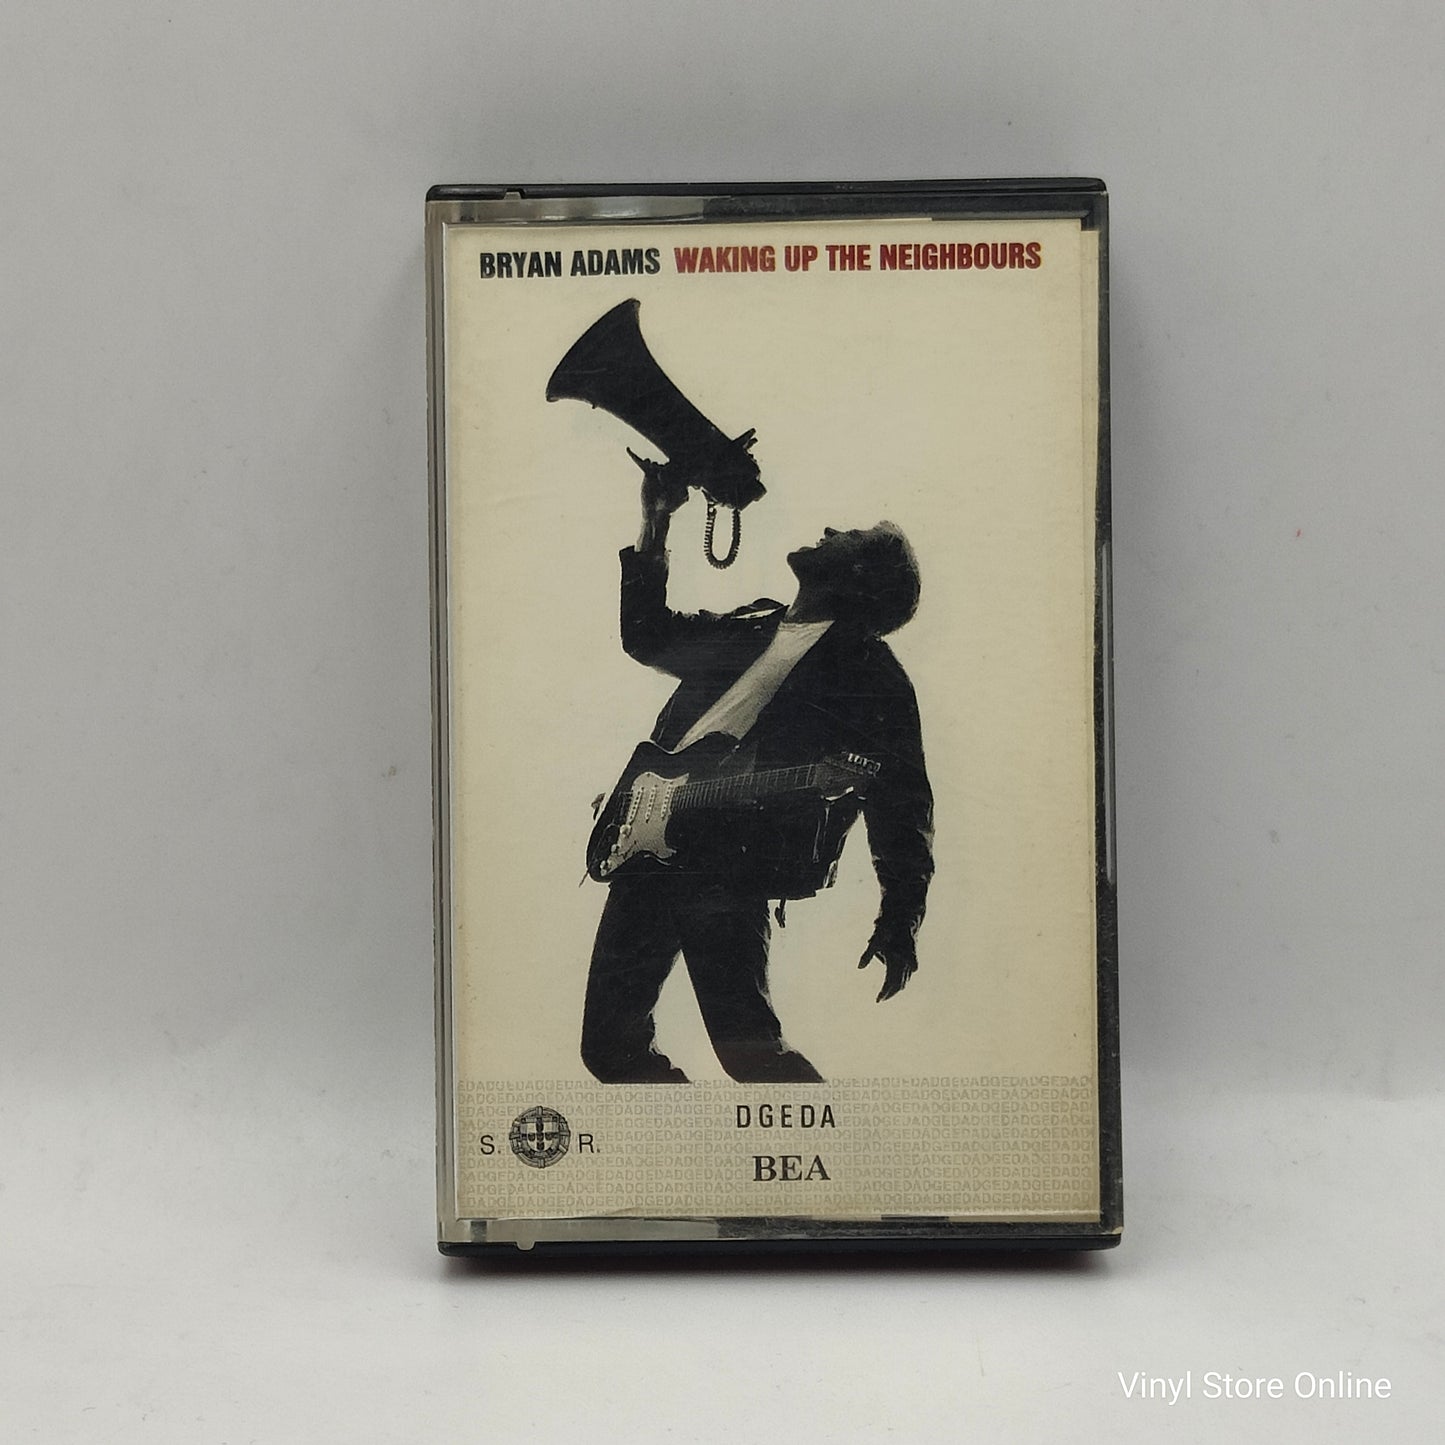 BRYAN ADAMS WAKING UP THE NEIGHBOURS
DGEDA
S. R.
BEA
Vinyl Store Online